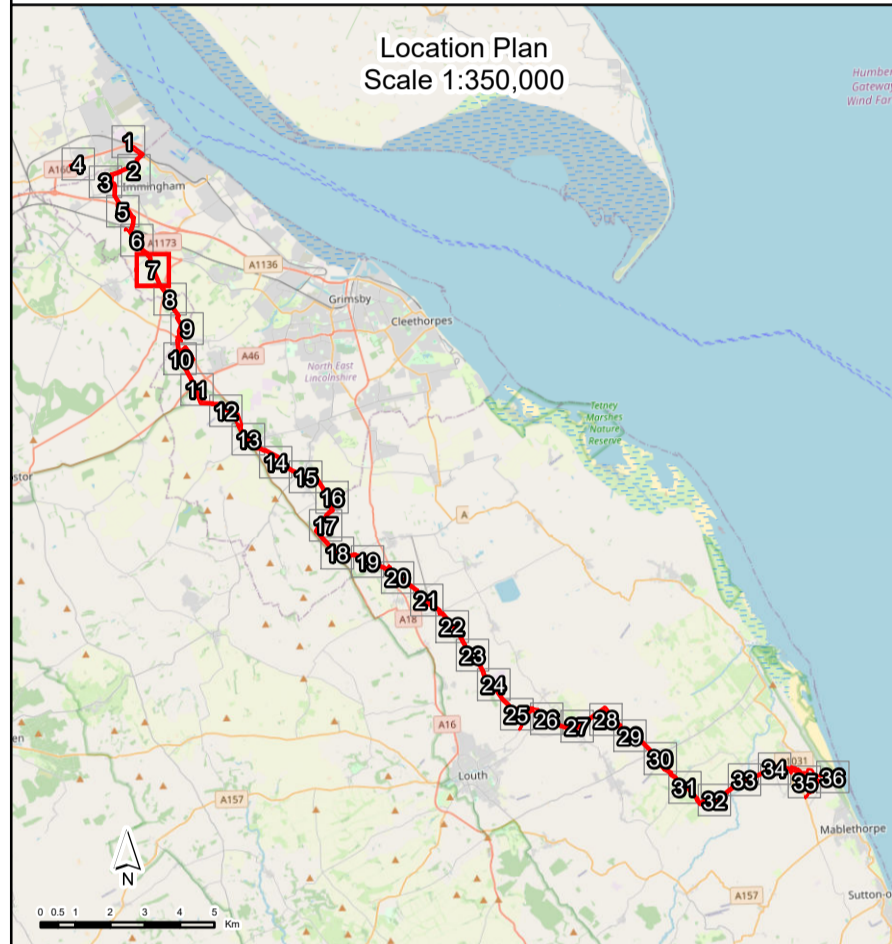 Location Plan
Scale 1:350,000
Humber
Gateway
Wind Far
1
4
A160
2
3
Immingham
5
6
A1173
7
A1136
8
Grimsby
9
Cleethorpes
10
A46
North East
Lincolnshire
11
12
Tetney
Marshes
Nature
Reserve
13
14
stor
15
16
A
17
18
19
20
21
A18
22
23
24
25
26
27
28
A16
29
en
30
Louth
1031
34
36
33
35
31
A157
32
Mablethorpe
N
A157
Sutton-o
0 0.5 1 2 3 4 5
Km